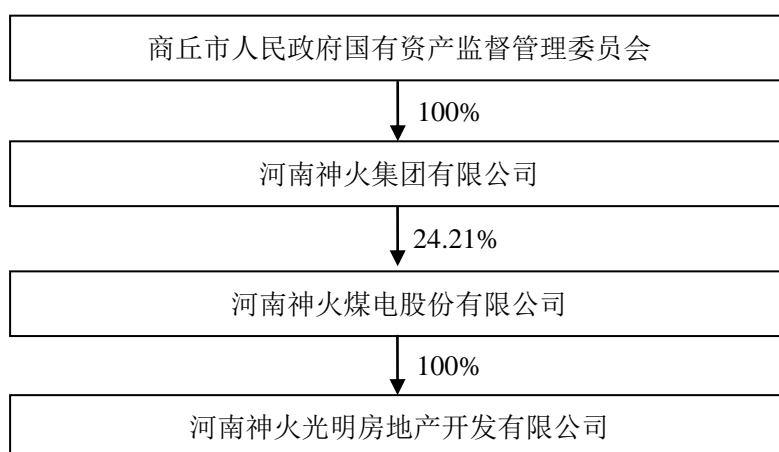 商丘市人民政府国有资产监督管理委员会
100%
河南神火集团有限公司
24.21%
河南神火煤电股份有限公司
100%
河南神火光明房地产开发有限公司